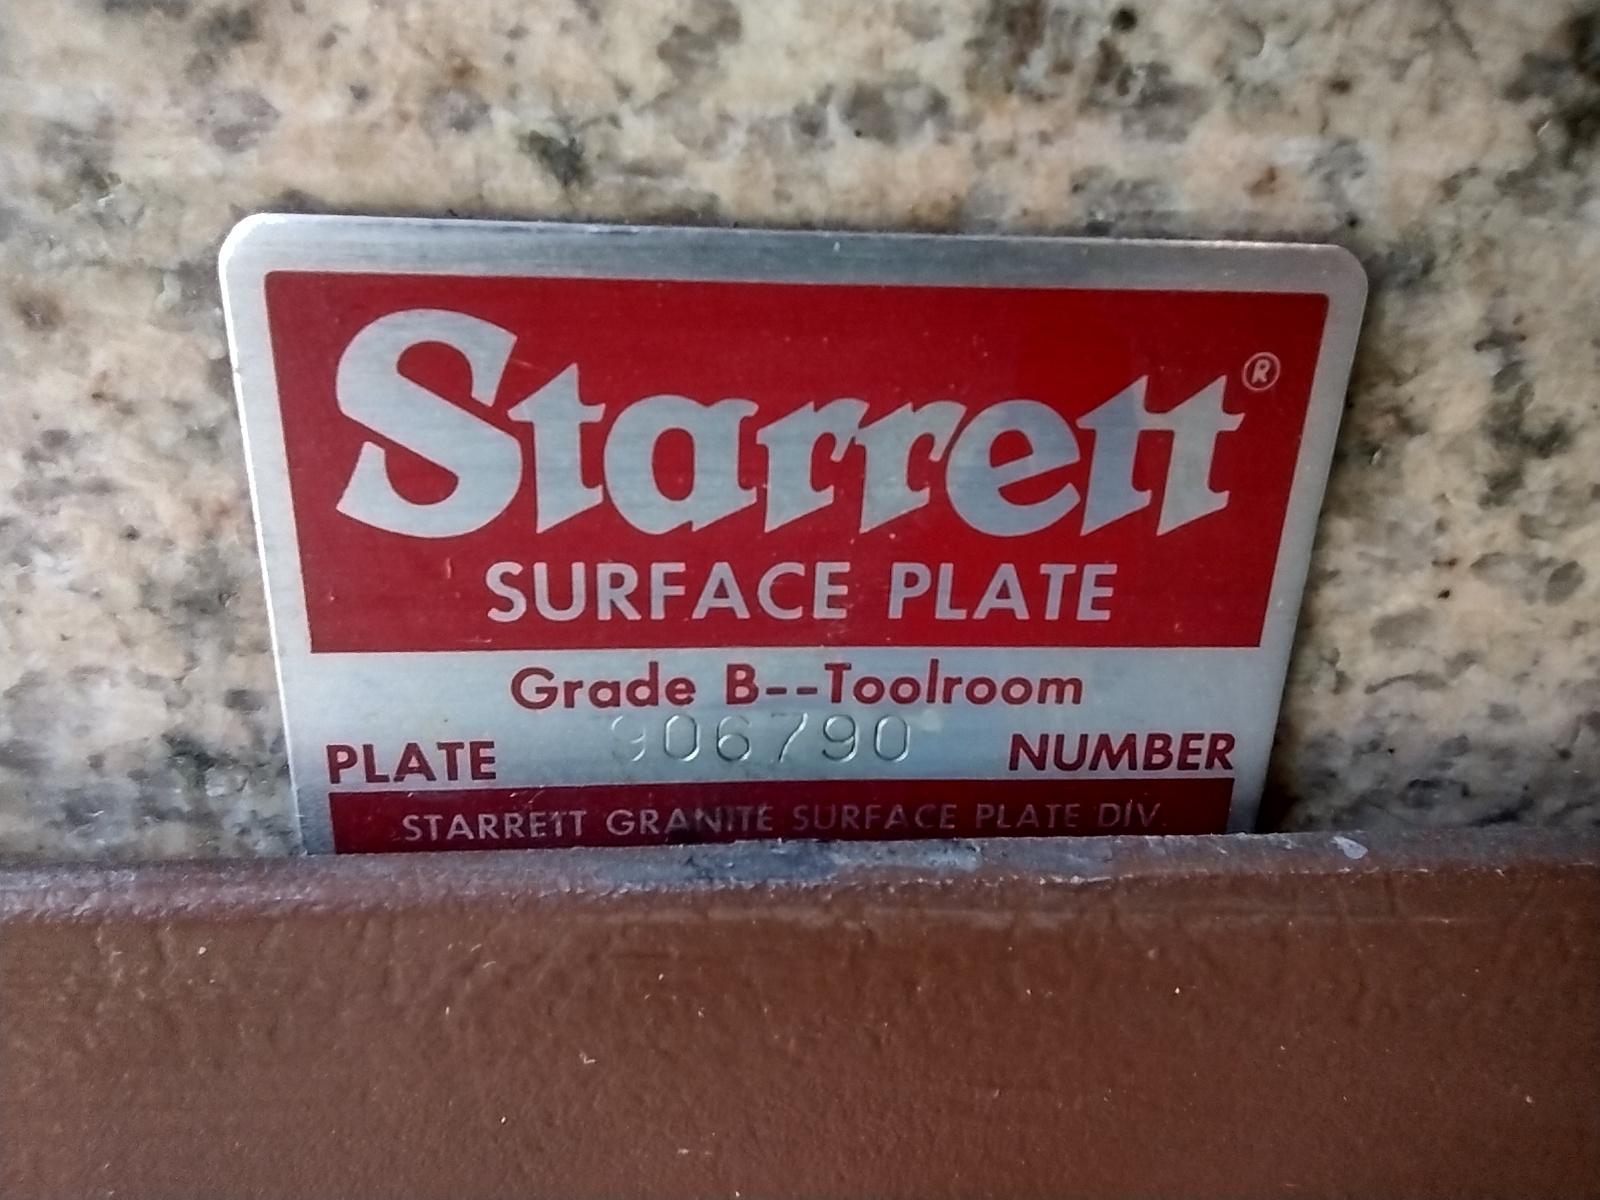 Starrett®
SURFACE PLATE
Grade B--Toolroom
906790
PLATE NUMBER
STARRETT GRANITE SURFACE PLATE DIV.